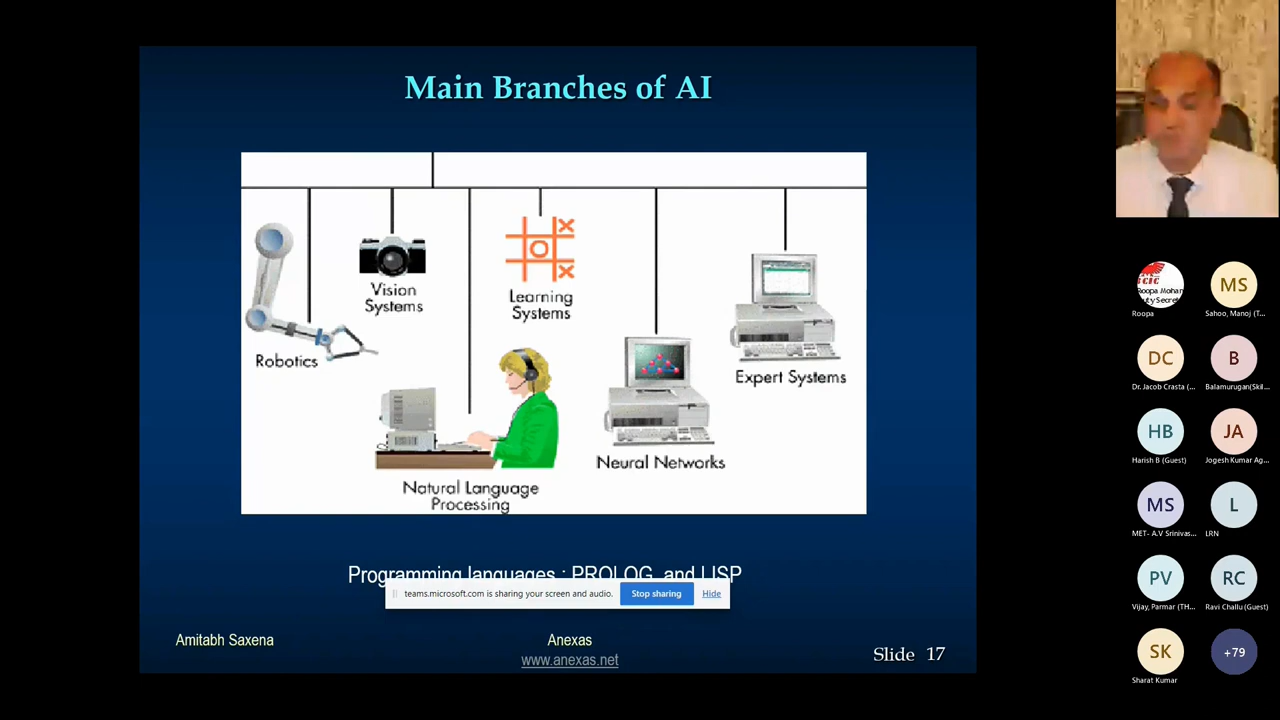 Main Branches of AI
Vision
Systems
Learning
Systems
Robotics
Expert Systems
Neural Networks
Natural Language
Processing
Programming languages : PROLOG and LISP
teams.microsoft.com is sharing your screen and audio.
Stop sharing
Hide
Amitabh Saxena
Anexas
www.anexas.net
Slide 17
Roopa Mohan
Roopa
MS
Sahoo, Manoj (T...
DC
Dr. Jacob Crasta (...
B
Balamurugan(Skil...
HB
Harish B (Guest)
JA
Jogesh Kumar Ag...
MS
MET- A.V Srinivas...
L
LRN
PV
Vijay, Parmar (TH...
RC
Ravi Challu (Guest)
SK
Sharat Kumar
+79